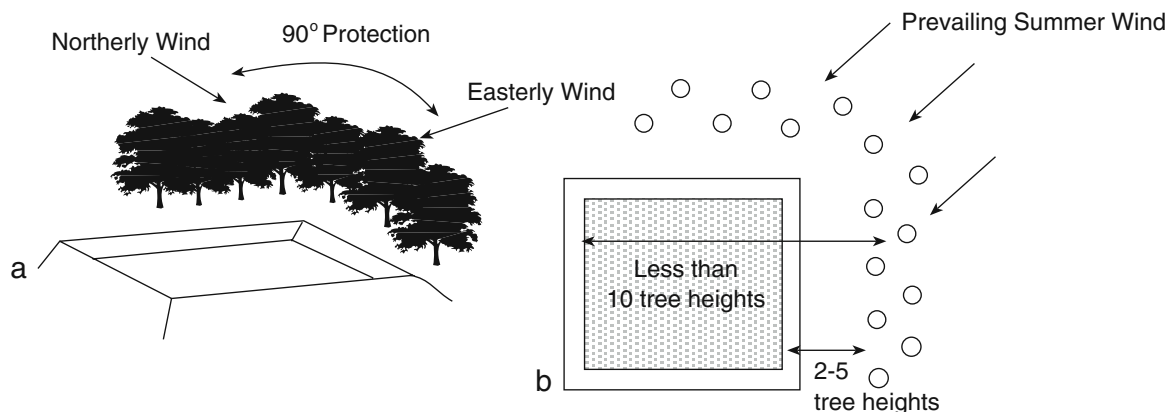 Northerly Wind
90° Protection
Easterly Wind
a
Prevailing Summer Wind
Less than
10 tree heights
2-5
tree heights
b